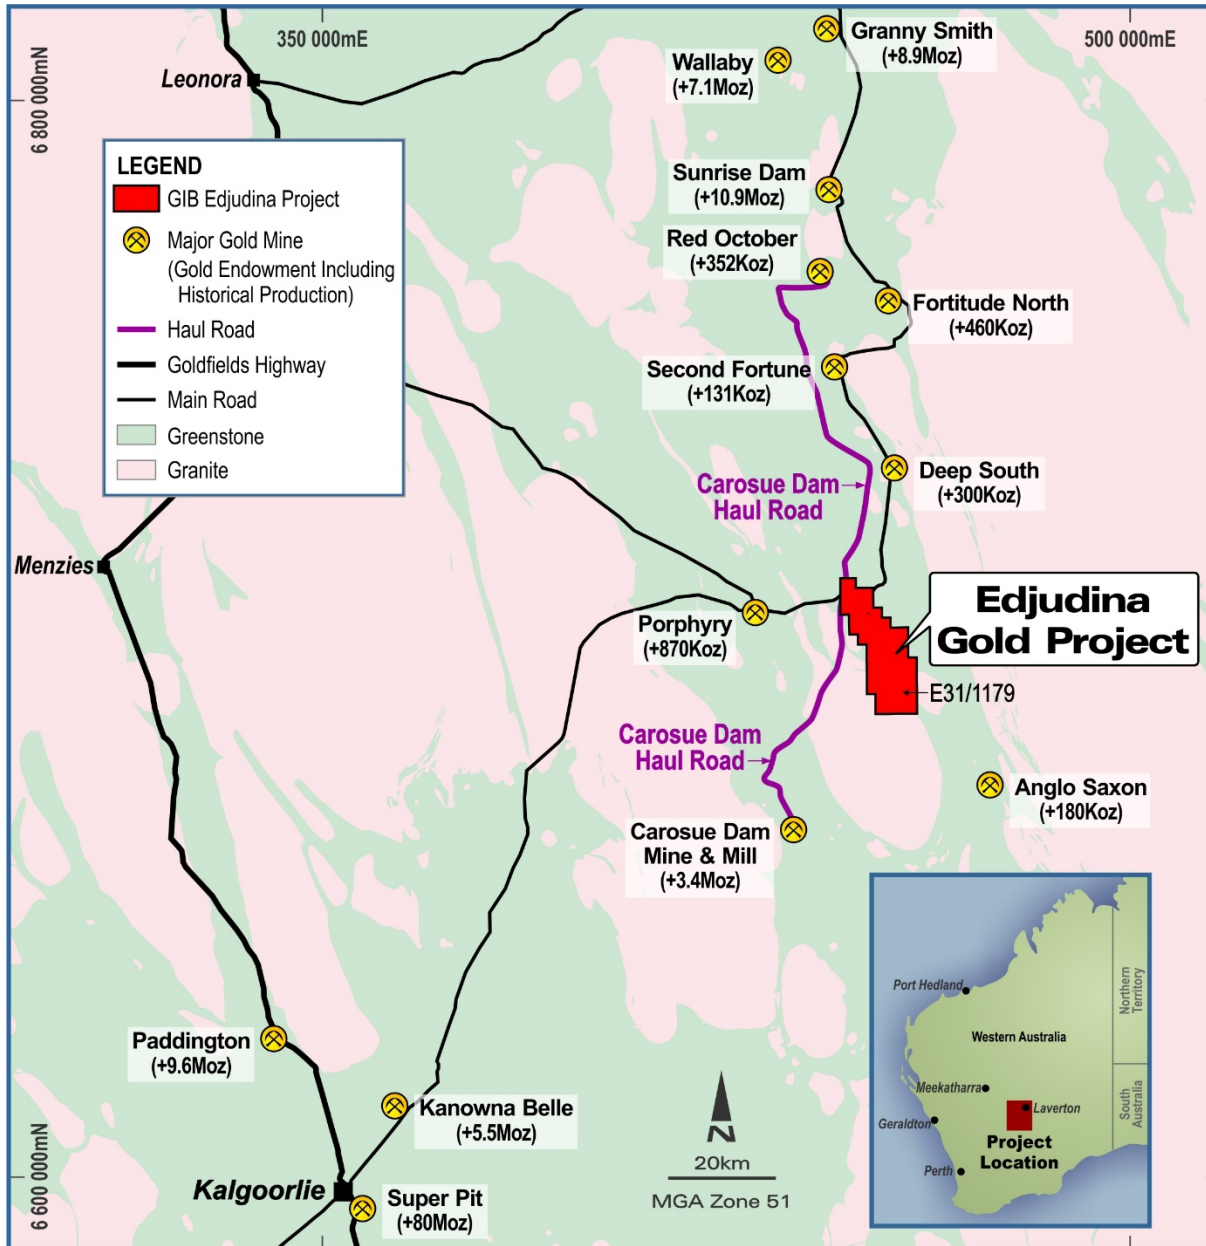 350 000mE
500 000mE
6 800 000mN
6 600 000mN
Leonora
Granny Smith
(+8.9Moz)
Wallaby
(+7.1Moz)
LEGEND
GIB Edjudina Project
Major Gold Mine
(Gold Endowment Including
Historical Production)
Haul Road
Goldfields Highway
Main Road
Greenstone
Granite
Sunrise Dam
(+10.9Moz)
Red October
(+352Koz)
Fortitude North
(+460Koz)
Second Fortune
(+131Koz)
Deep South
(+300Koz)
Carosue Dam
Haul Road
Menzies
Porphyry
(+870Koz)
Edjudina
Gold Project
E31/1179
Carosue Dam
Haul Road
Anglo Saxon
(+180Koz)
Carosue Dam
Mine & Mill
(+3.4Moz)
Paddington
(+9.6Moz)
Kanowna Belle
(+5.5Moz)
Kalgoorlie
Super Pit
(+80Moz)
N
20km
MGA Zone 51
Port Hedland
Northern
Territory
Western Australia
Meekatharra
Laverton
South
Australia
Geraldton
Project
Location
Perth